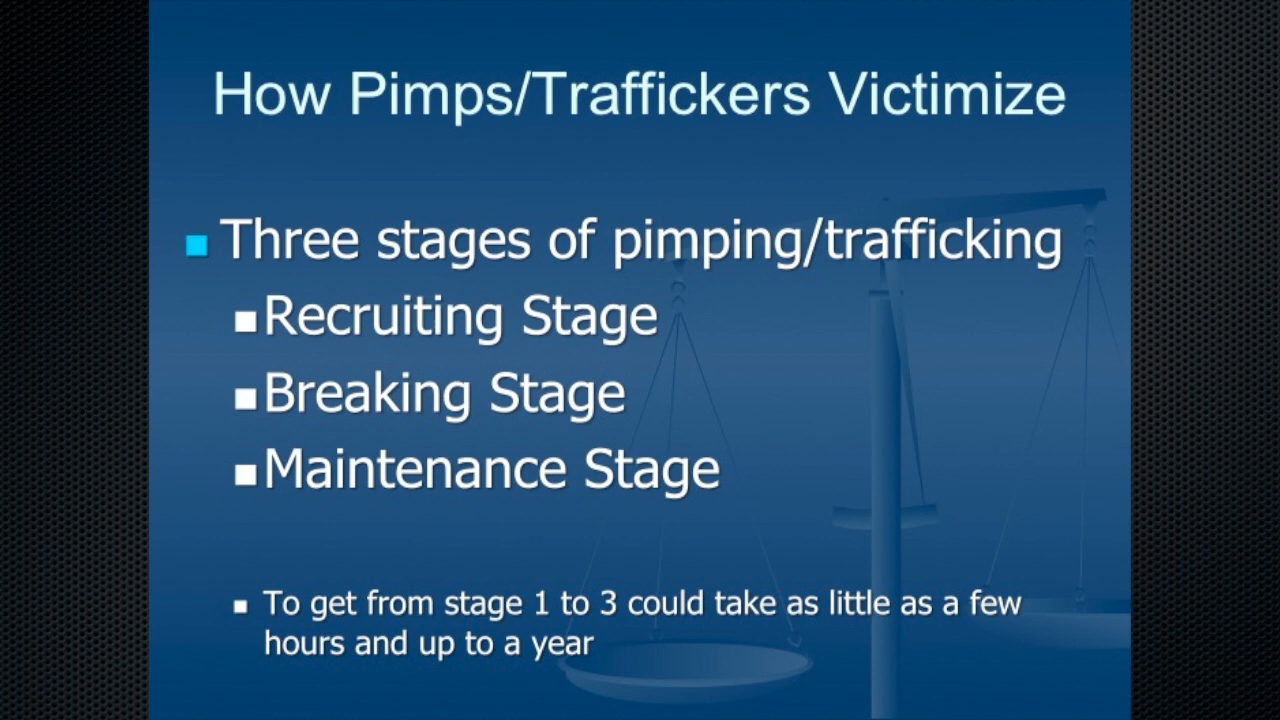 How Pimps/Traffickers Victimize
Three stages of pimping/trafficking
Recruiting Stage
Breaking Stage
Maintenance Stage
To get from stage 1 to 3 could take as little as a few
hours and up to a year